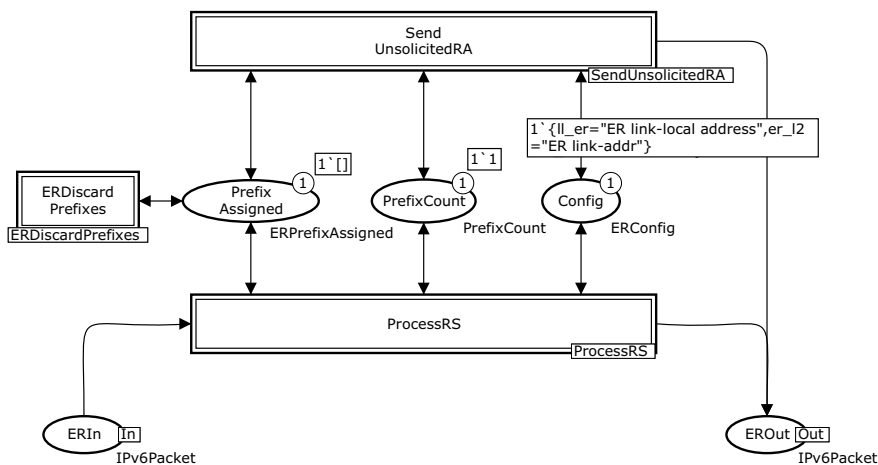 Send
UnsolicitedRA
SendUnsolicitedRA
1`{ll_er="ER link-local address",er_l2
="ER link-addr"}
1`[]
1`1
1
1
1
ERDiscard
Prefixes
ERDiscardPrefixes
Prefix
Assigned
ERPrefixAssigned
PrefixCount
PrefixCount
Config
ERConfig
ProcessRS
ProcessRS
ERIn
In
IPv6Packet
EROut
Out
IPv6Packet